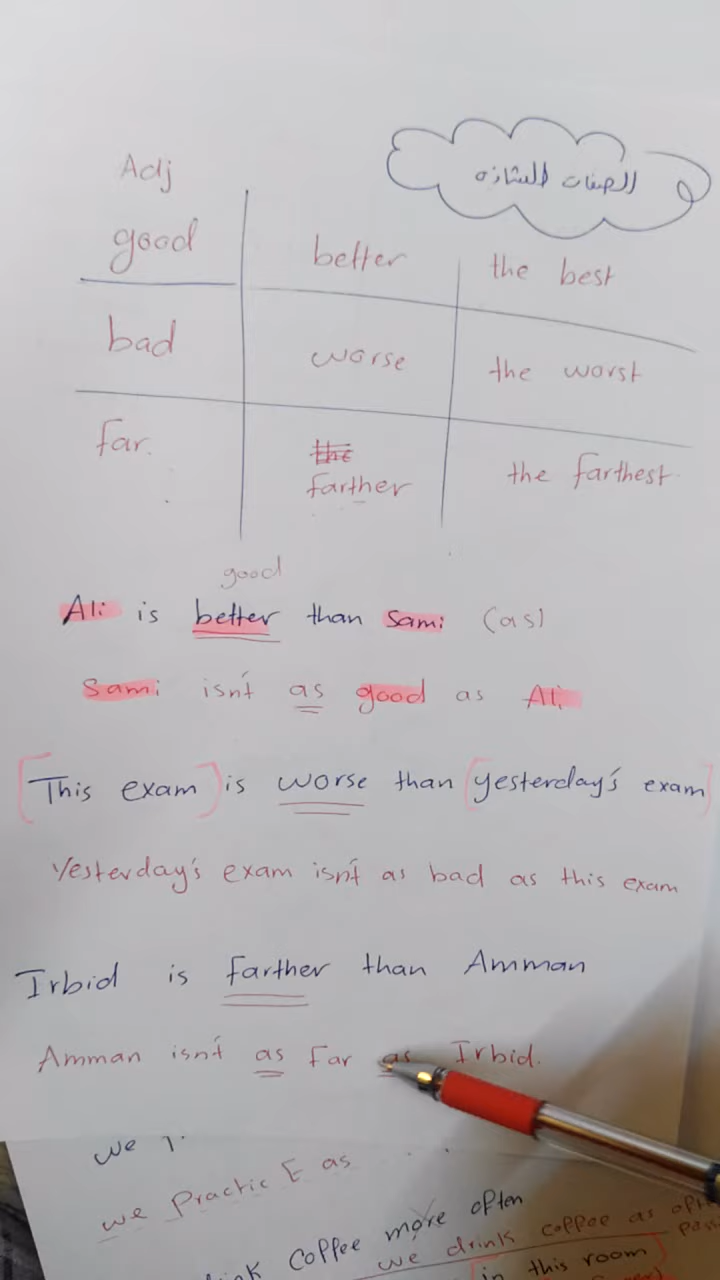 Adj
الصفات الشاذه
good better the best
bad worse the worst
far. farther the farthest
good
Ali is better than Sami (as)
Sami isn't as good as Ali
[This exam] is worse than [yesterday's exam]
Yesterday's exam isn't as bad as this exam
Irbid is farther than Amman
Amman isn't as far as Irbid.
we
we Practic E as . . .
coffee more often
we drink coffee as
in this room